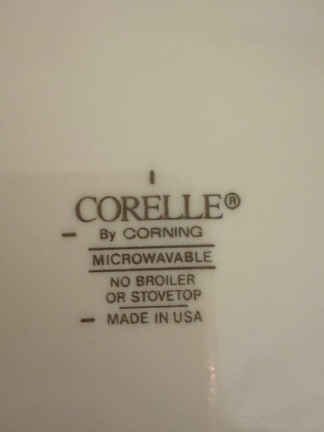 CORELLE®
By CORNING
MICROWAVABLE
NO BROILER
OR STOVETOP
MADE IN USA